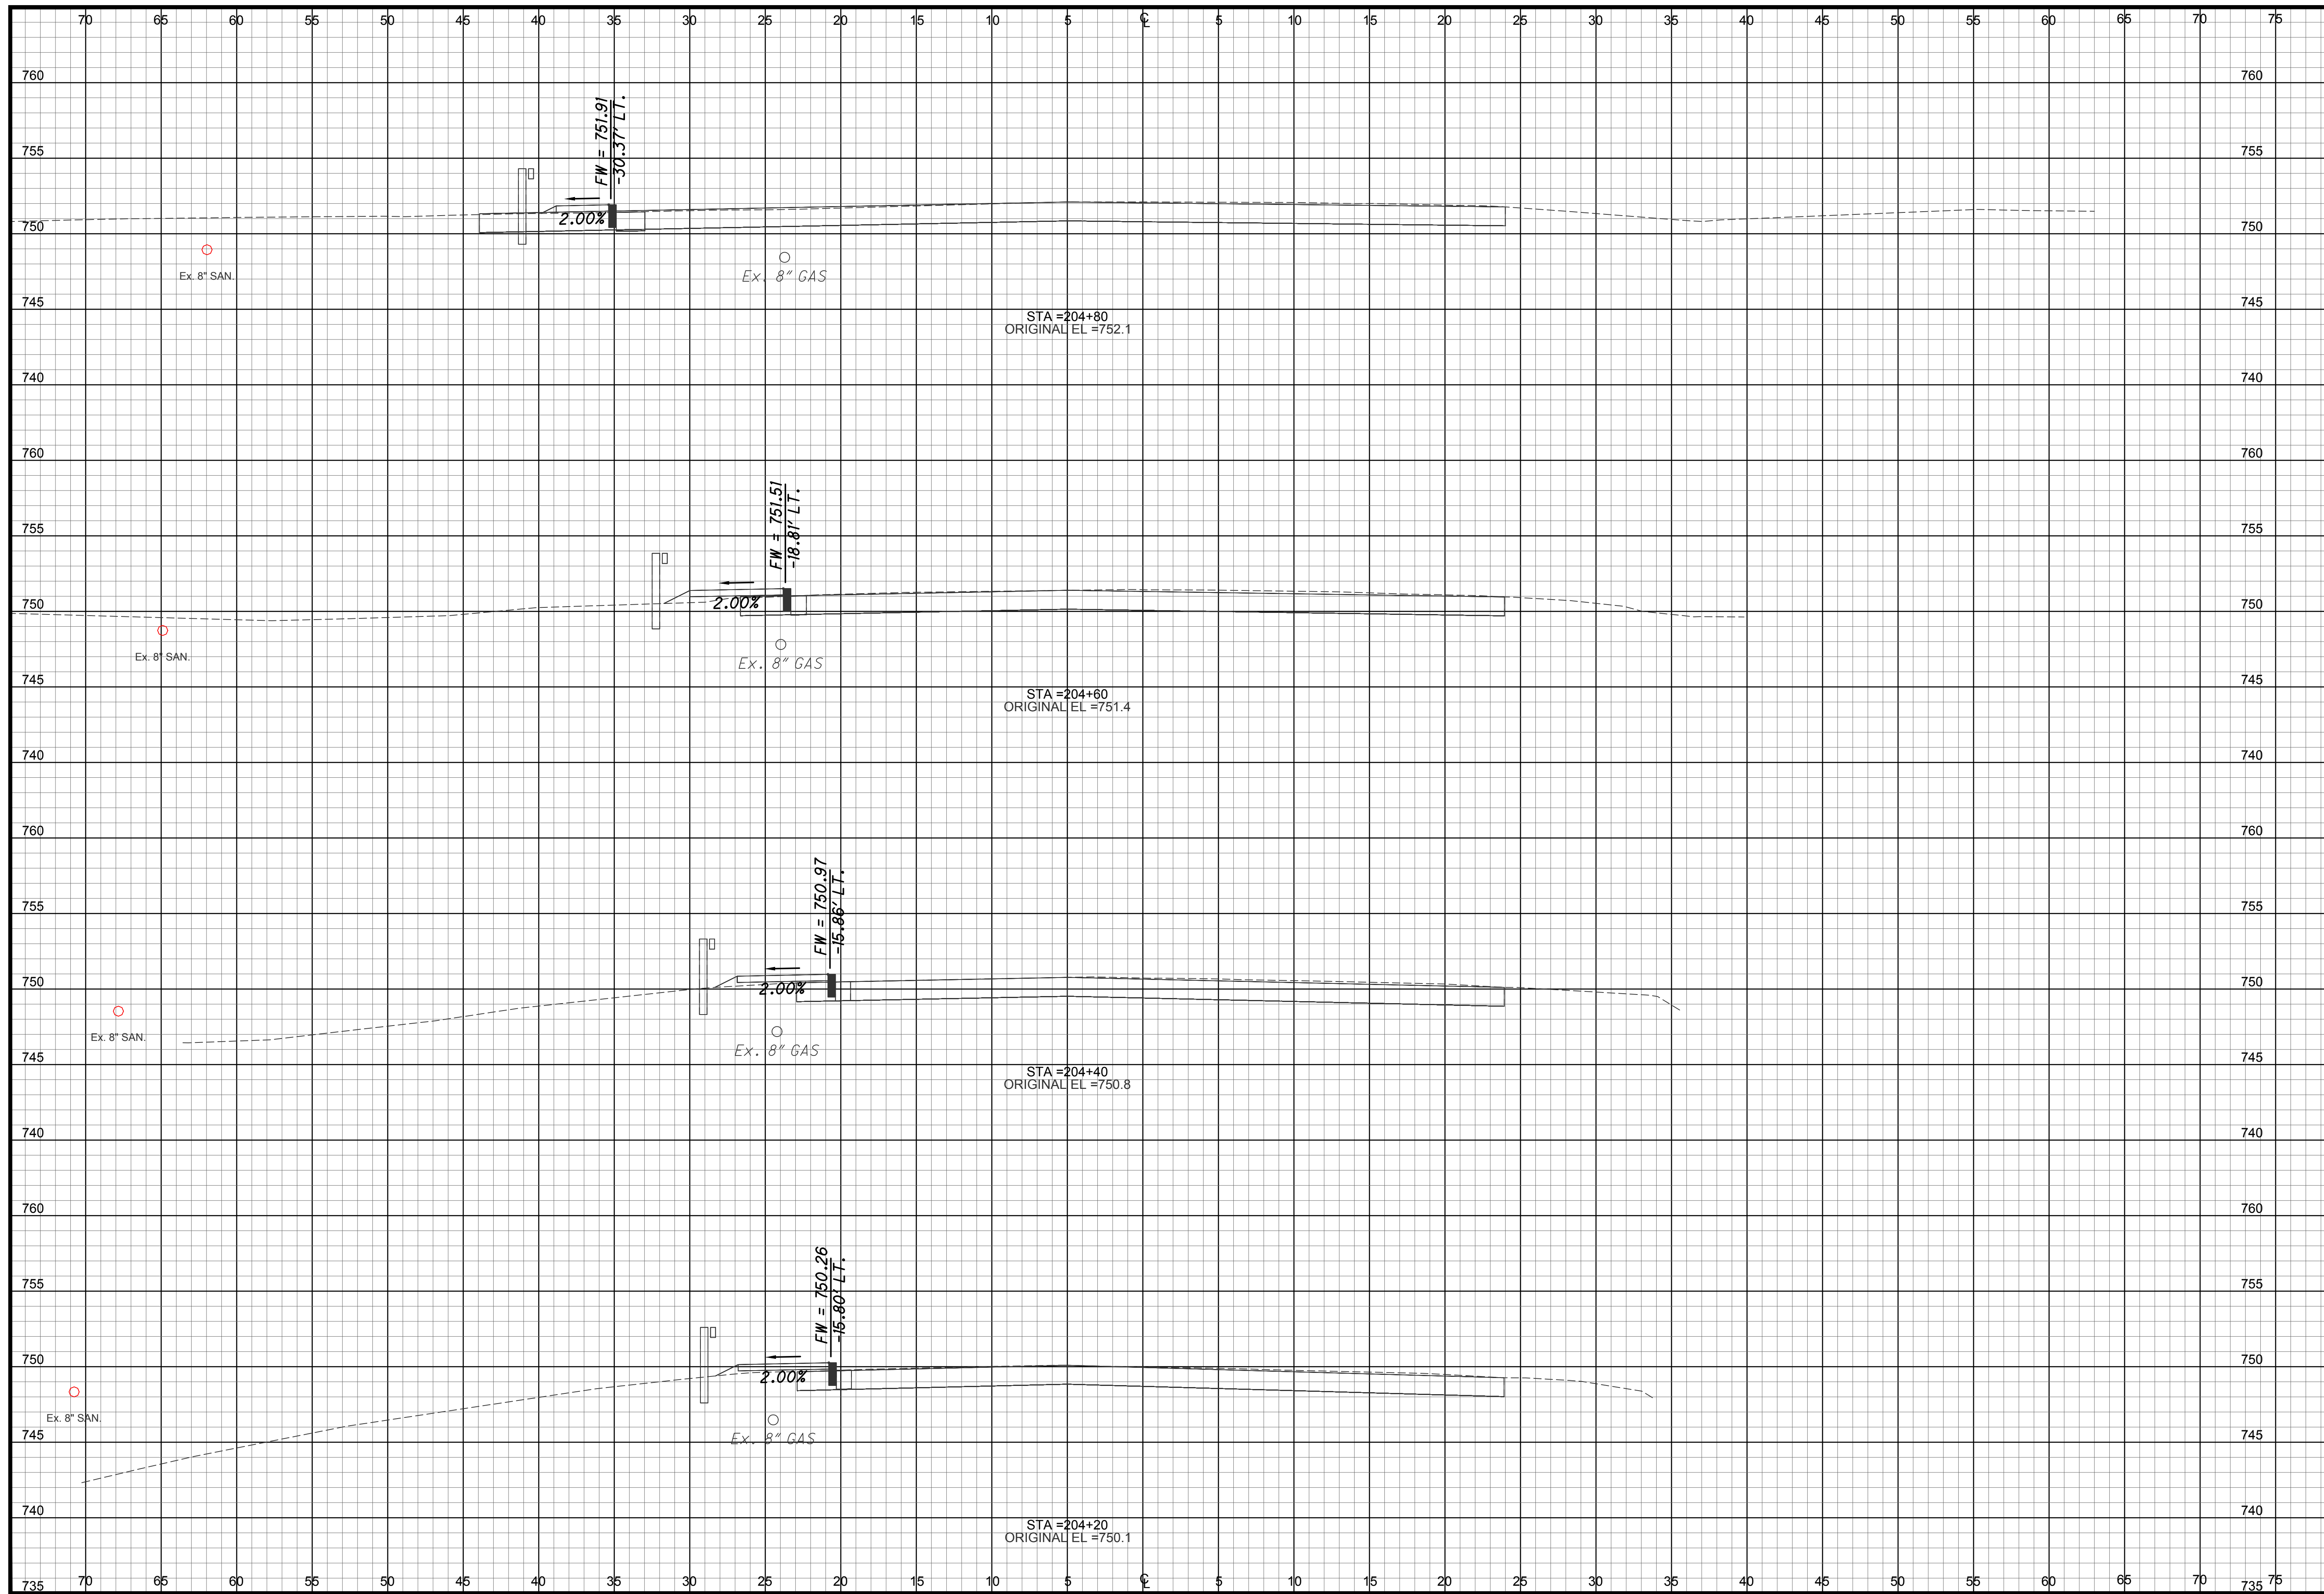 70 65 60 55 50 45 40 35 30 25 20 15 10 5 ℄ 5 10 15 20 25 30 35 40 45 50 55 60 65 70 75
760 760
FW = 751.91
-30.37' LT.
755 755
2.00%
750 750
Ex. 8" SAN.
Ex. 8" GAS
745 745
STA =204+80
ORIGINAL EL =752.1
740 740
760 760
FW = 751.51
-18.81' LT.
755 755
2.00%
750 750
Ex. 8" SAN.
Ex. 8" GAS
745 745
STA =204+60
ORIGINAL EL =751.4
740 740
760 760
FW = 750.97
-15.86' LT.
755 755
2.00%
750 750
Ex. 8" SAN.
Ex. 8" GAS
745 745
STA =204+40
ORIGINAL EL =750.8
740 740
760 760
FW = 750.26
-15.80' LT.
755 755
750 750
2.00%
Ex. 8" SAN.
Ex. 8" GAS
745 745
740 740
STA =204+20
ORIGINAL EL =750.1
735 70 65 60 55 50 45 40 35 30 25 20 15 10 5 ℄ 5 10 15 20 25 30 35 40 45 50 55 60 65 70 735 75